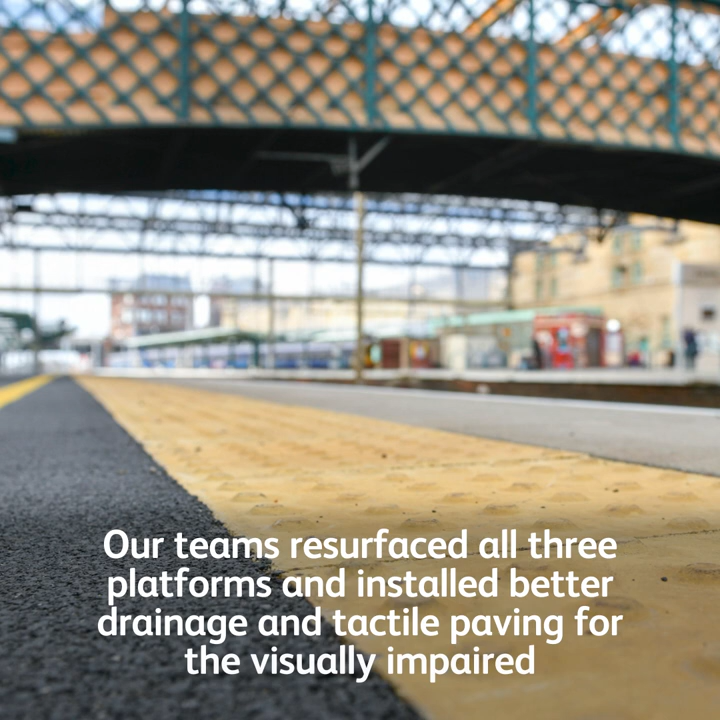 Our teams resurfaced all three
platforms and installed better
drainage and tactile paving for
the visually impaired